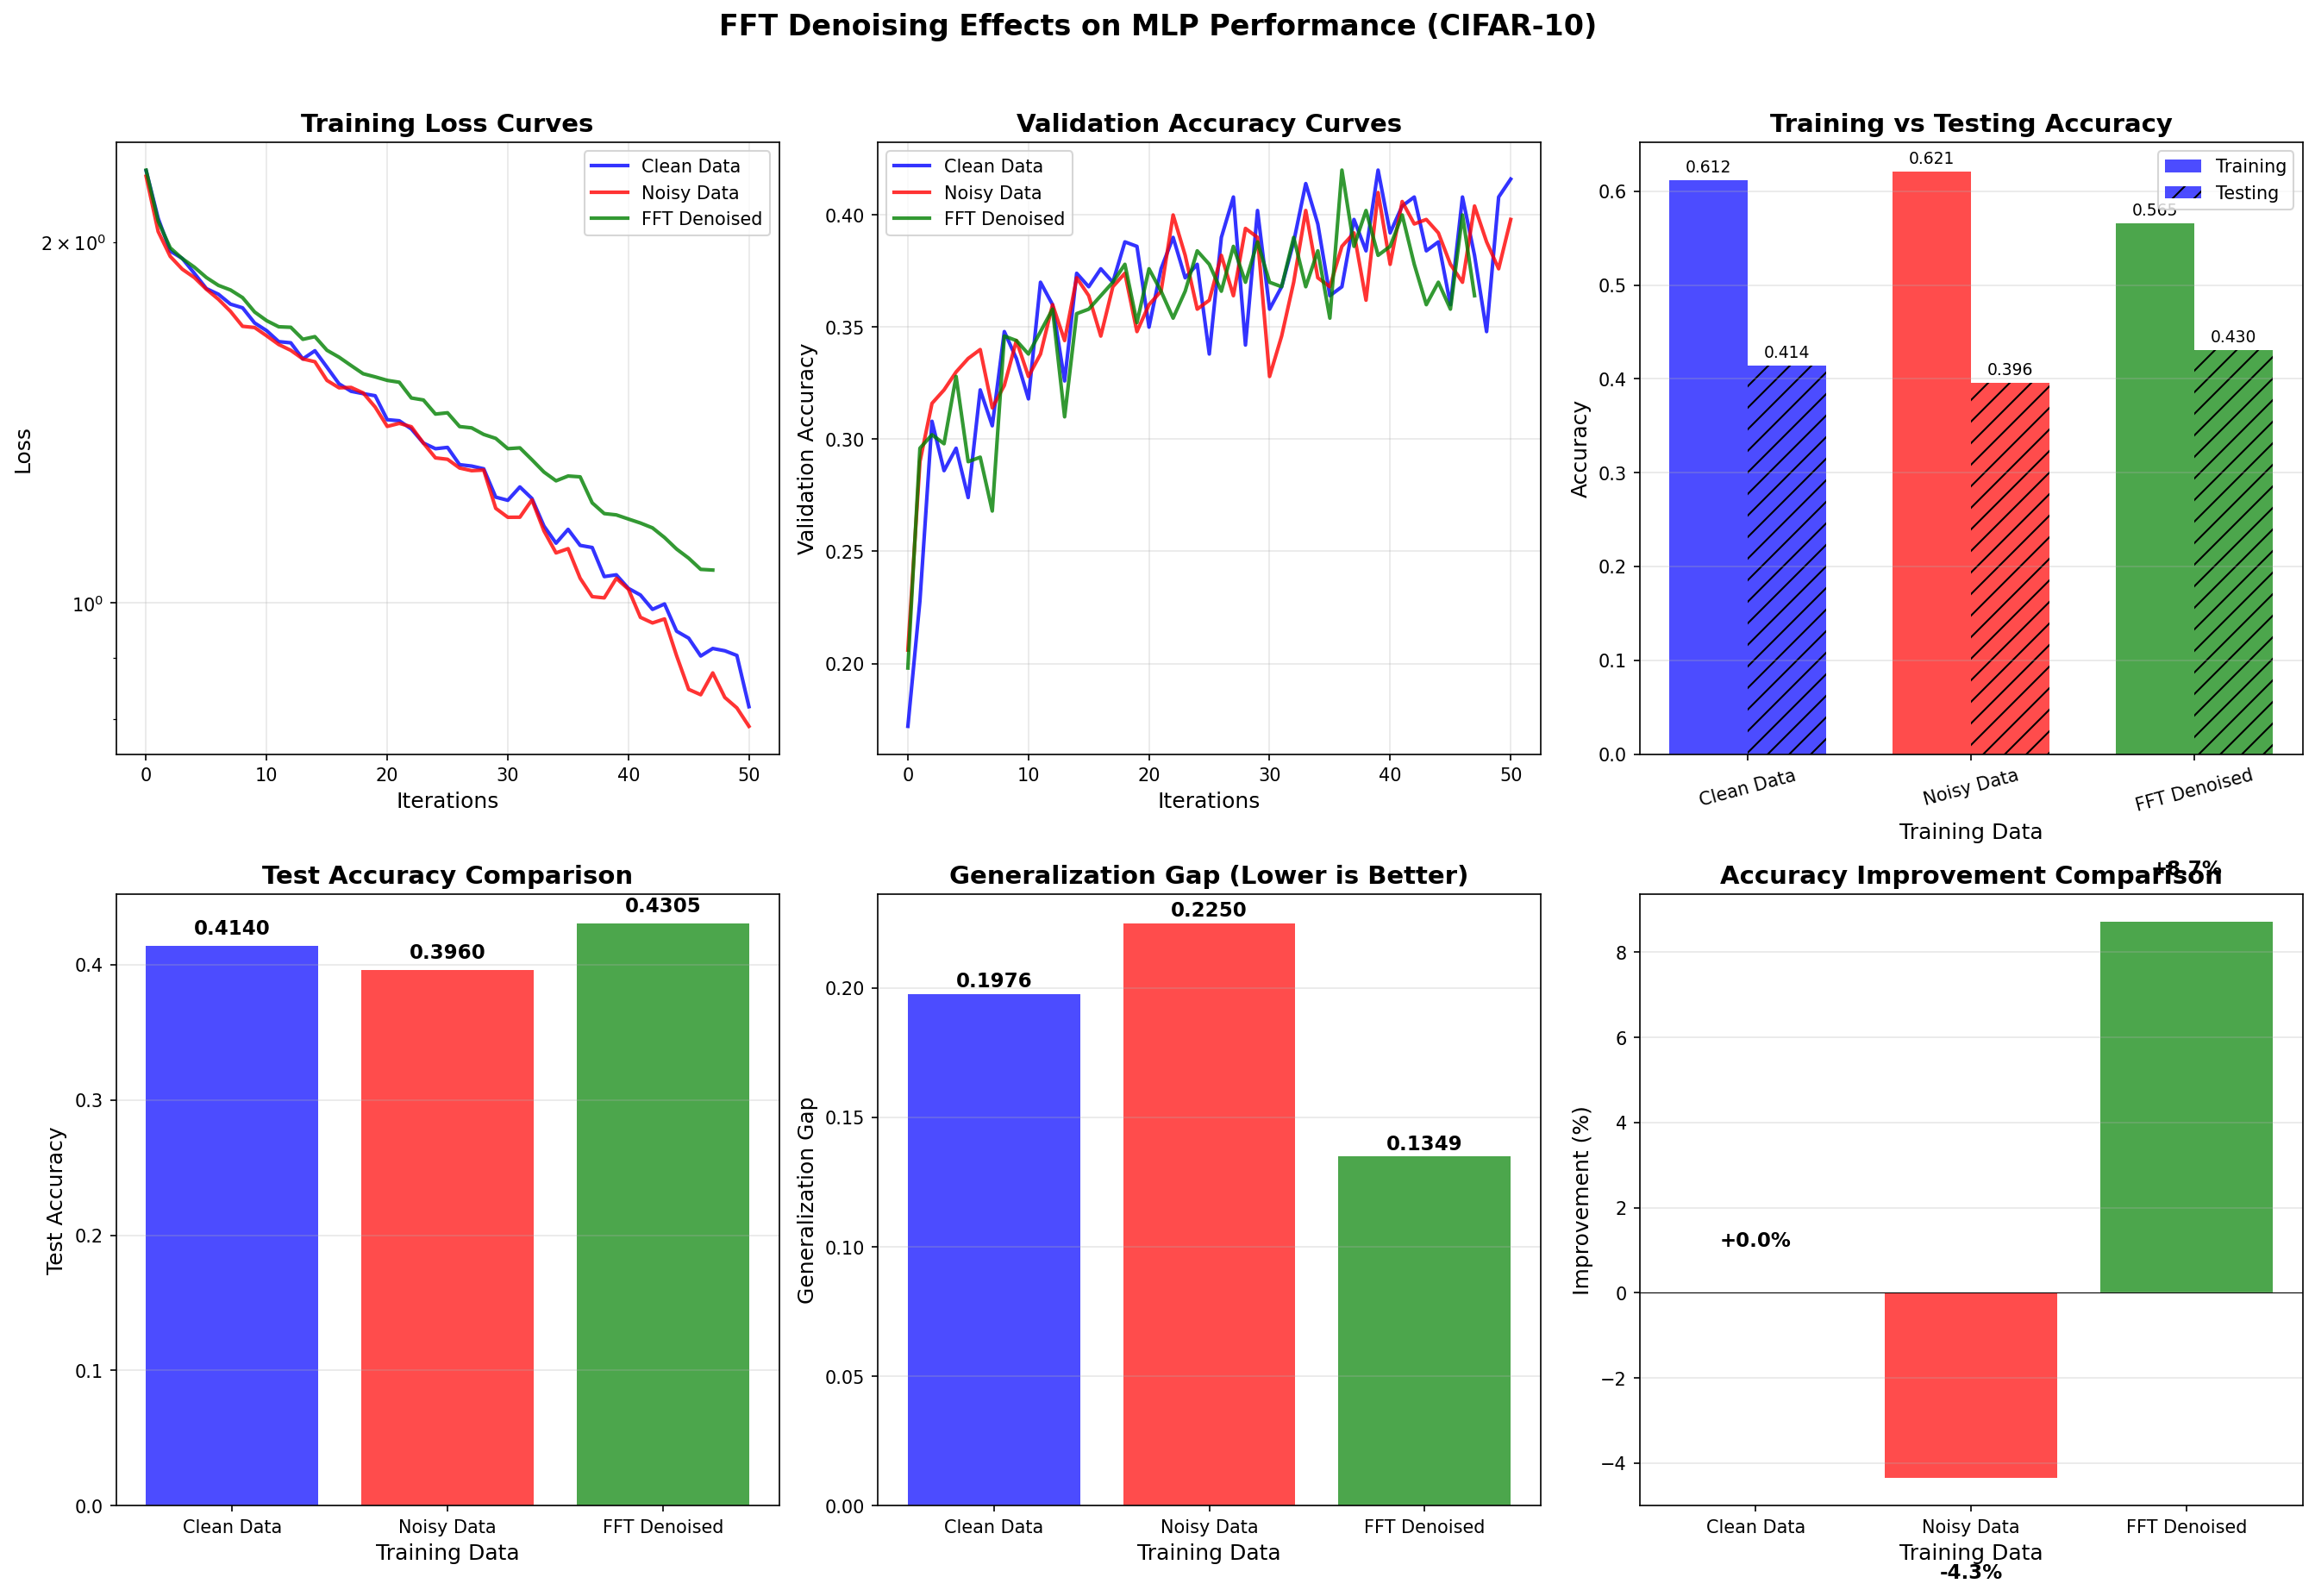 FFT Denoising Effects on MLP Performance (CIFAR-10)
Training Loss Curves
Loss
2 × 10⁰
10⁰
Clean Data
Noisy Data
FFT Denoised
0 10 20 30 40 50
Iterations
Validation Accuracy Curves
Validation Accuracy
0.40
0.35
0.30
0.25
0.20
Clean Data
Noisy Data
FFT Denoised
0 10 20 30 40 50
Iterations
Training vs Testing Accuracy
Accuracy
0.6
0.5
0.4
0.3
0.2
0.1
0.0
Training
Testing
0.612
0.414
0.621
0.396
0.565
0.430
Clean Data Noisy Data FFT Denoised
Training Data
Test Accuracy Comparison
Test Accuracy
0.4
0.3
0.2
0.1
0.0
0.4140
0.3960
0.4305
Clean Data Noisy Data FFT Denoised
Training Data
Generalization Gap (Lower is Better)
Generalization Gap
0.20
0.15
0.10
0.05
0.00
0.1976
0.2250
0.1349
Clean Data Noisy Data FFT Denoised
Training Data
+8.7%
Accuracy Improvement Comparison
Improvement (%)
8
6
4
2
0
−2
−4
+0.0%
Clean Data Noisy Data FFT Denoised
Training Data
-4.3%